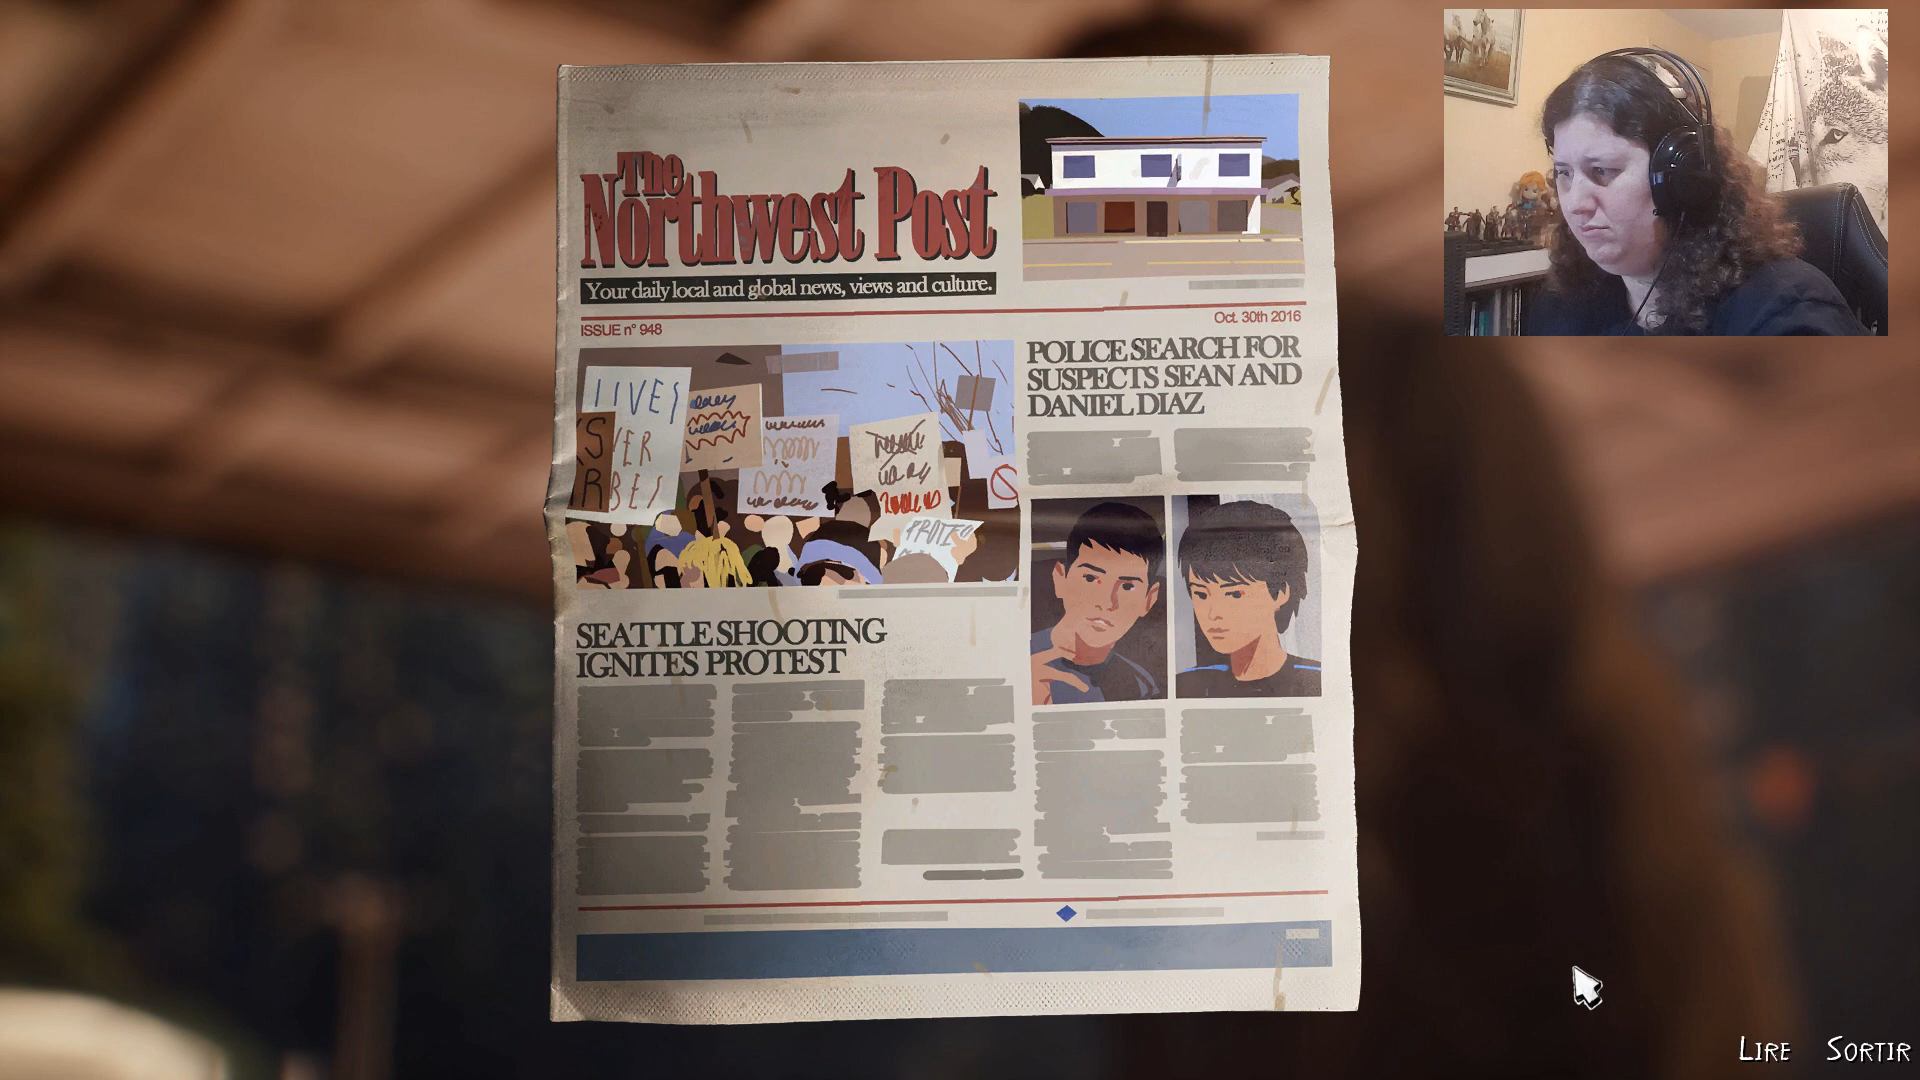 The
Northwest Post
Your daily local and global news, views and culture.
ISSUE n° 948
Oct. 30th 2016
POLICE SEARCH FOR
SUSPECTS SEAN AND
DANIEL DIAZ
LIVES
SEATTLE SHOOTING
IGNITES PROTEST
LIRE SORTIR